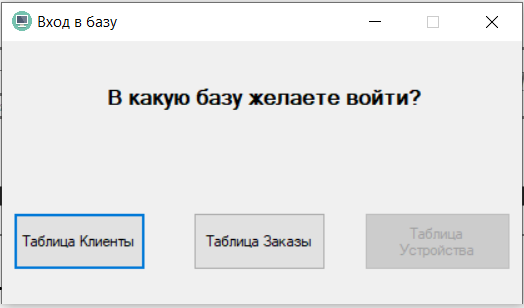 Вход в базу
В какую базу желаете войти?
Таблица Клиенты
Таблица Заказы
Таблица
Устройства